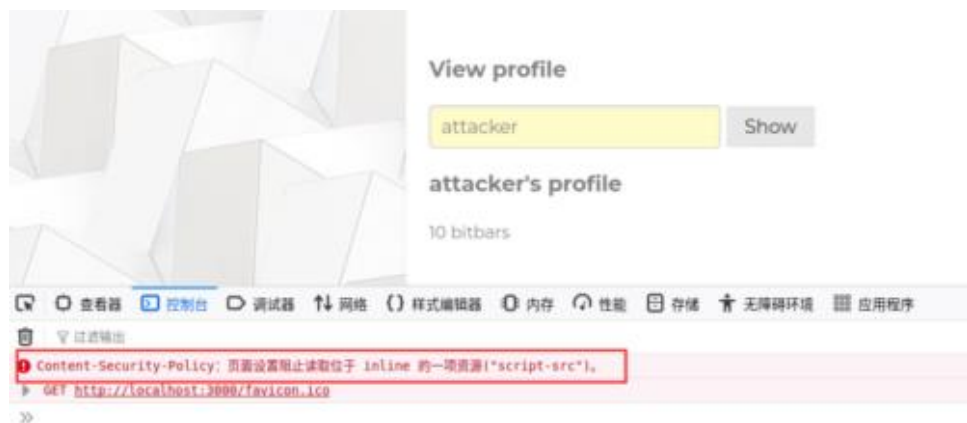 View profile
attacker
Show
attacker's profile
10 bitbars
查看器 控制台 调试器 网络 {} 样式编辑器 内存 性能 存储 无障碍环境 应用程序
过滤输出
Content-Security-Policy: 页面设置阻止读取位于 inline 的一项资源("script-src")。
GET http://localhost:3000/favicon.ico